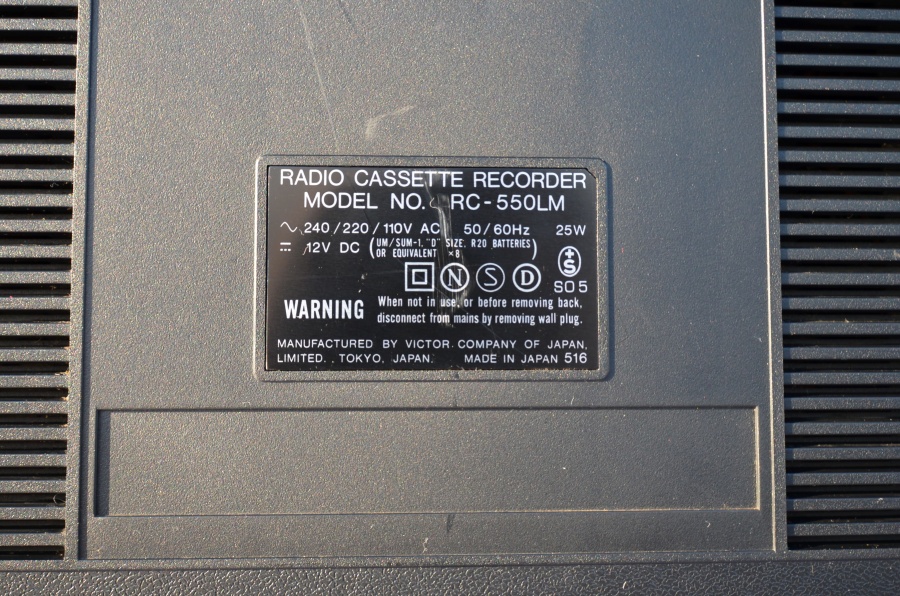 RADIO CASSETTE RECORDER
MODEL NO. RC-550LM
∿ 240/220/110V AC 50/60Hz 25W
⎓ 12V DC (UM/SUM-1, "D" SIZE, R20 BATTERIES OR EQUIVALENT ×8)
N S D
S
SO5
WARNING
When not in use, or before removing back,
disconnect from mains by removing wall plug.
MANUFACTURED BY VICTOR COMPANY OF JAPAN,
LIMITED., TOKYO, JAPAN. MADE IN JAPAN 516